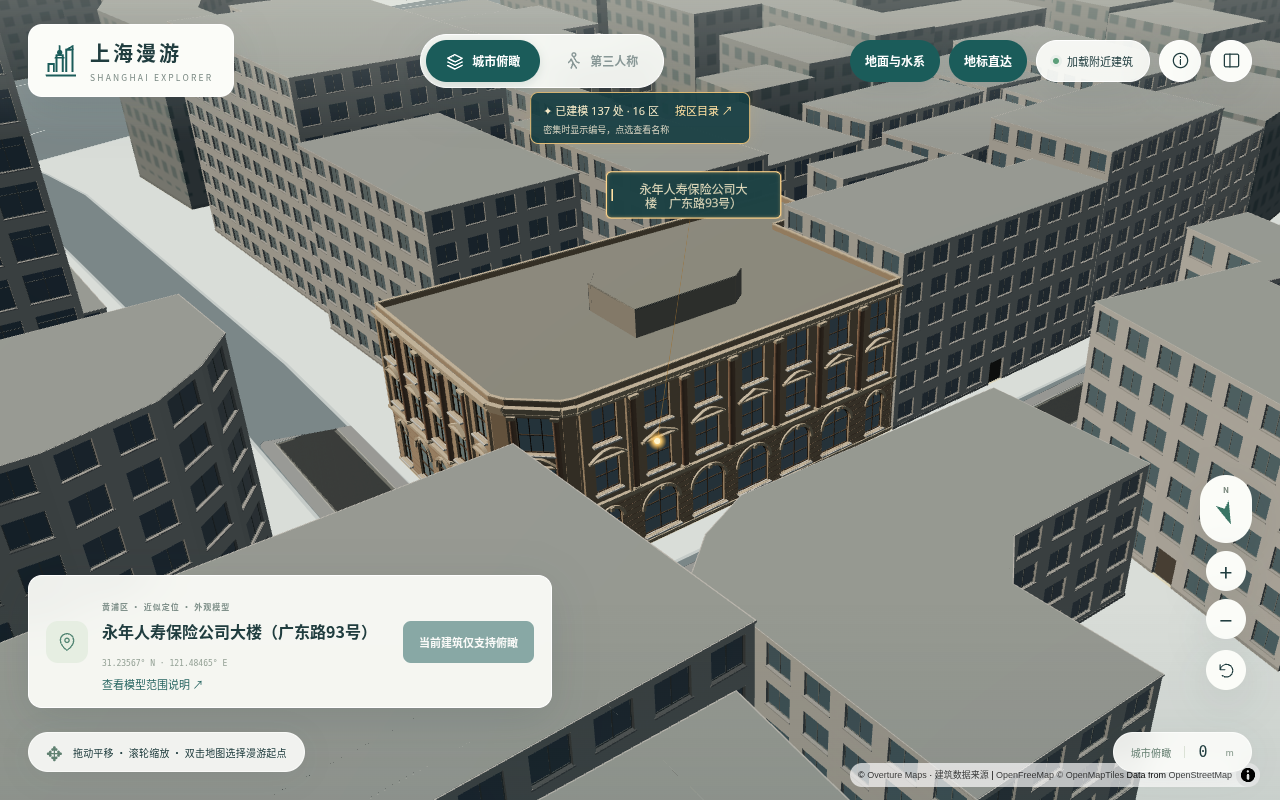 上海漫游
SHANGHAI EXPLORER
城市俯瞰
第三人称
地面与水系
地标直达
加载附近建筑
✦ 已建模 137 处 · 16 区 按区目录 ↗
密集时显示编号，点选查看名称
永年人寿保险公司大
楼 广东路93号）
N
黄浦区 · 近似定位 · 外观模型
永年人寿保险公司大楼（广东路93号）
31.23567° N · 121.48465° E
查看模型范围说明 ↗
当前建筑仅支持俯瞰
拖动平移 · 滚轮缩放 · 双击地图选择漫游起点
城市俯瞰 0 m
© Overture Maps · 建筑数据来源 | OpenFreeMap © OpenMapTiles Data from OpenStreetMap